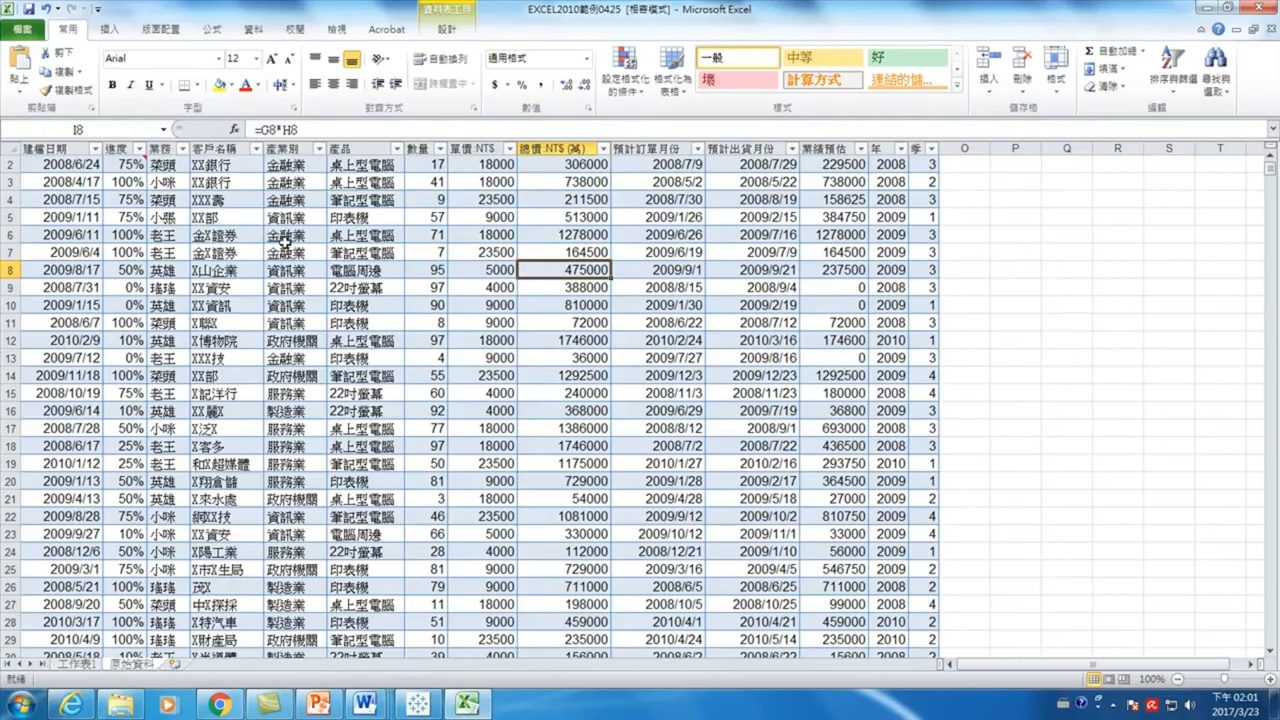 EXCEL2010範例0425 [相容模式] - Microsoft Excel
資料表工具
檔案 常用 插入 版面配置 公式 資料 校閱 檢視 Acrobat 設計
貼上 剪下 複製 複製格式 剪貼簿
Arial 12 B I U A 字型
自動換列 跨欄置中 對齊方式
通用格式 $ % , 數值
設定格式化的條件 格式化為表格 一般 中等 好 壞 計算方式 連結的儲... 樣式
插入 刪除 格式 儲存格
Σ 自動加總 填滿 清除 排序與篩選 尋找與選取 編輯
I8 fx =G8*H8
建檔日期 進度 業務 客戶名稱 產業別 產品 數量 單價:NT$ 總價:NT$ (萬) 預計訂單月份 預計出貨月份 業績預估 年 季 O P Q R S T
2 2008/6/24 75% 菜頭 XX銀行 金融業 桌上型電腦 17 18000 306000 2008/7/9 2008/7/29 229500 2008 3
3 2008/4/17 100% 小咪 XX銀行 金融業 桌上型電腦 41 18000 738000 2008/5/2 2008/5/22 738000 2008 2
4 2008/7/15 75% 菜頭 XXX壽 金融業 筆記型電腦 9 23500 211500 2008/7/30 2008/8/19 158625 2008 3
5 2009/1/11 75% 小張 XX部 資訊業 印表機 57 9000 513000 2009/1/26 2009/2/15 384750 2009 1
6 2009/6/11 100% 老王 金X證券 金融業 桌上型電腦 71 18000 1278000 2009/6/26 2009/7/16 1278000 2009 3
7 2009/6/4 100% 老王 金X證券 金融業 筆記型電腦 7 23500 164500 2009/6/19 2009/7/9 164500 2009 3
8 2009/8/17 50% 英雄 X山企業 資訊業 電腦周邊 95 5000 475000 2009/9/1 2009/9/21 237500 2009 3
9 2008/7/31 0% 瑤瑤 XX資安 資訊業 22吋螢幕 97 4000 388000 2008/8/15 2008/9/4 0 2008 3
10 2009/1/15 0% 英雄 XX資訊 資訊業 印表機 90 9000 810000 2009/1/30 2009/2/19 0 2009 1
11 2008/6/7 100% 菜頭 X聯X 資訊業 印表機 8 9000 72000 2008/6/22 2008/7/12 72000 2008 3
12 2010/2/9 10% 英雄 X博物院 政府機關 桌上型電腦 97 18000 1746000 2010/2/24 2010/3/16 174600 2010 1
13 2009/7/12 0% 老王 XXX技 金融業 印表機 4 9000 36000 2009/7/27 2009/8/16 0 2009 3
14 2009/11/18 100% 菜頭 XX部 政府機關 筆記型電腦 55 23500 1292500 2009/12/3 2009/12/23 1292500 2009 4
15 2008/10/19 75% 老王 X記洋行 服務業 22吋螢幕 60 4000 240000 2008/11/3 2008/11/23 180000 2008 4
16 2009/6/14 10% 英雄 XX麗X 製造業 22吋螢幕 92 4000 368000 2009/6/29 2009/7/19 36800 2009 3
17 2008/7/28 50% 小咪 X泛X 服務業 桌上型電腦 77 18000 1386000 2008/8/12 2008/9/1 693000 2008 3
18 2008/6/17 25% 老王 X客多 服務業 桌上型電腦 97 18000 1746000 2008/7/2 2008/7/22 436500 2008 3
19 2010/1/12 25% 老王 和X超媒體 服務業 筆記型電腦 50 23500 1175000 2010/1/27 2010/2/16 293750 2010 1
20 2009/1/13 50% 英雄 X翔倉儲 服務業 印表機 81 9000 729000 2009/1/28 2009/2/17 364500 2009 1
21 2009/4/13 50% 英雄 X來水處 政府機關 桌上型電腦 3 18000 54000 2009/4/28 2009/5/18 27000 2009 2
22 2009/8/28 75% 小咪 網XX技 資訊業 筆記型電腦 46 23500 1081000 2009/9/12 2009/10/2 810750 2009 4
23 2009/9/27 10% 小咪 XX企業 資訊業 電腦周邊 66 5000 330000 2009/10/12 2009/11/1 33000 2009 4
24 2008/12/6 50% 小咪 X陽工業 服務業 22吋螢幕 28 4000 112000 2008/12/21 2009/1/10 56000 2009 1
25 2009/3/1 75% 小咪 X市X生局 政府機關 印表機 81 9000 729000 2009/3/16 2009/4/5 546750 2009 2
26 2008/5/21 100% 瑤瑤 茂X 製造業 印表機 79 9000 711000 2008/6/5 2008/6/25 711000 2008 2
27 2008/9/20 50% 菜頭 中X探採 製造業 桌上型電腦 11 18000 198000 2008/10/5 2008/10/25 99000 2008 4
28 2010/3/17 100% 瑤瑤 X特汽車 製造業 印表機 51 9000 459000 2010/4/1 2010/4/21 459000 2010 2
29 2010/4/9 100% 瑤瑤 X財產局 政府機關 筆記型電腦 10 23500 235000 2010/4/24 2010/5/14 235000 2010 2
工作表1 原始資料
就緒 100%
下午 02:01
2017/3/23